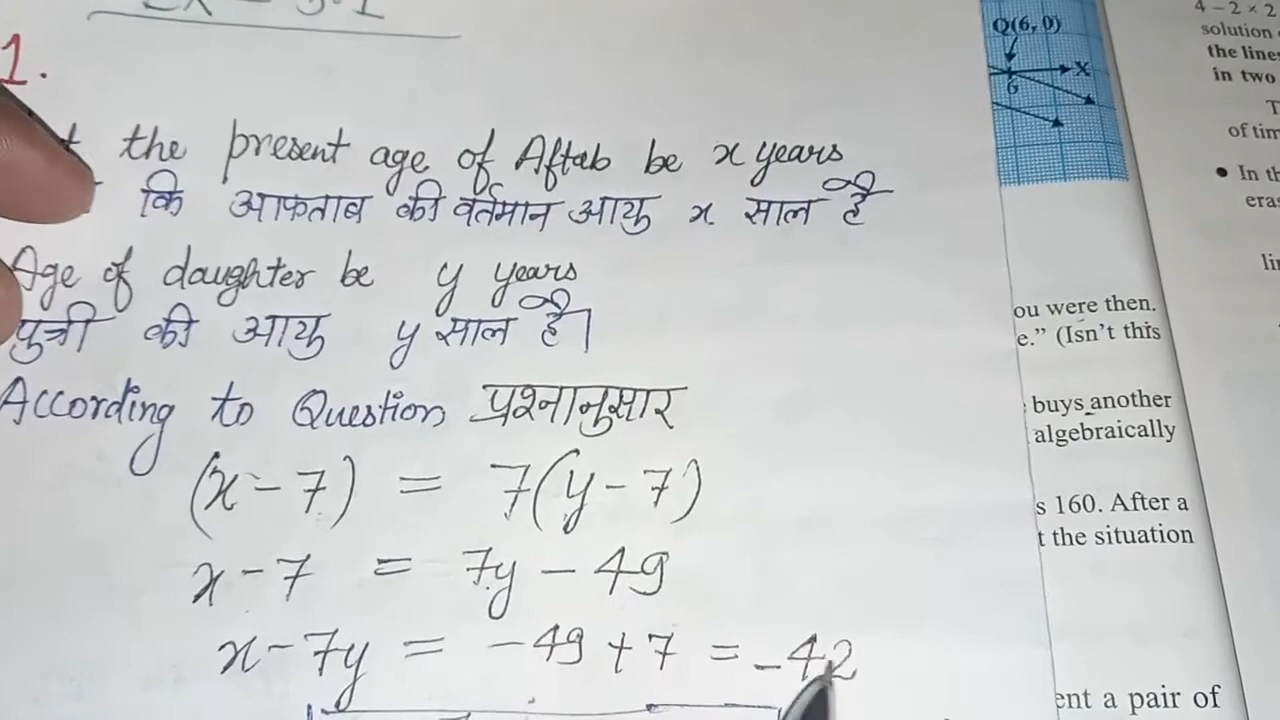 1.
the present age of Aftab be x years
कि आफताब की वर्तमान आयु x साल है
Age of daughter be y years
पुत्री की आयु y साल है।
According to Question प्रश्नानुसार
(x - 7) = 7(y - 7)
x - 7 = 7y - 49
x - 7y = -49 + 7 = -42
Q(6, 0)
X
6
4 – 2 × 2
solution
the lines
in two
of tim
• In th
eras
ou were then.
e.” (Isn’t this
buys another
algebraically
s 160. After a
t the situation
ent a pair of